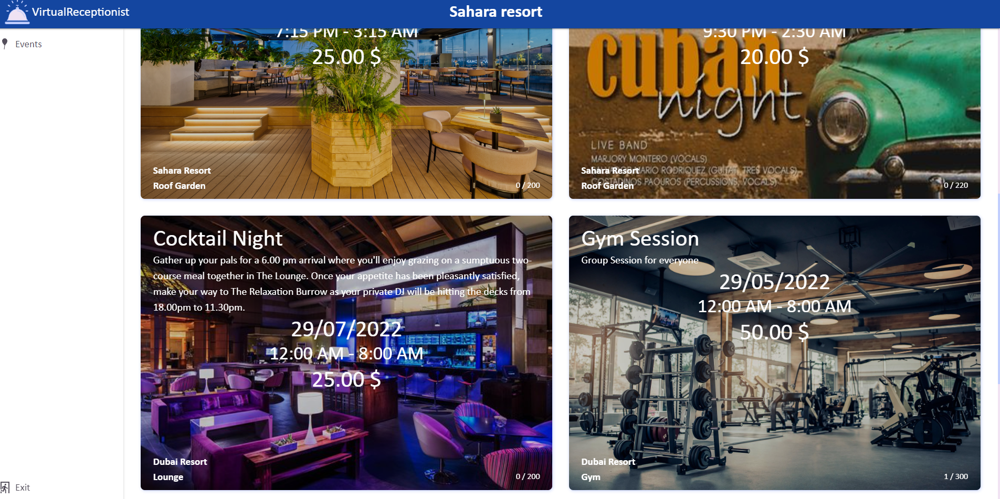 VirtualReceptionist
Sahara resort
Events
7:15 PM - 3:15 AM
25.00 $
Sahara Resort
Roof Garden
0 / 200
9:30 PM - 2:30 AM
20.00 $
cuban
night
LIVE BAND
MARJORY MONTERO (VOCALS)
MARIO RODRIQUEZ (GUITAR, TRES VOCALS)
COSTADINOS PAOUROS (PERCUSSIONS, VOCALS)
Sahara Resort
Roof Garden
0 / 220
Cocktail Night
Gather up your pals for a 6.00 pm arrival where you'll enjoy grazing on a sumptuous two-
course meal together in The Lounge. Once your appetite has been pleasantly satisfied,
make your way to The Relaxation Burrow as your private DJ will be hitting the decks from
18.00pm to 11.30pm.
29/07/2022
12:00 AM - 8:00 AM
25.00 $
Dubai Resort
Lounge
0 / 200
Gym Session
Group Session for everyone
29/05/2022
12:00 AM - 8:00 AM
50.00 $
Dubai Resort
Gym
1 / 300
Exit